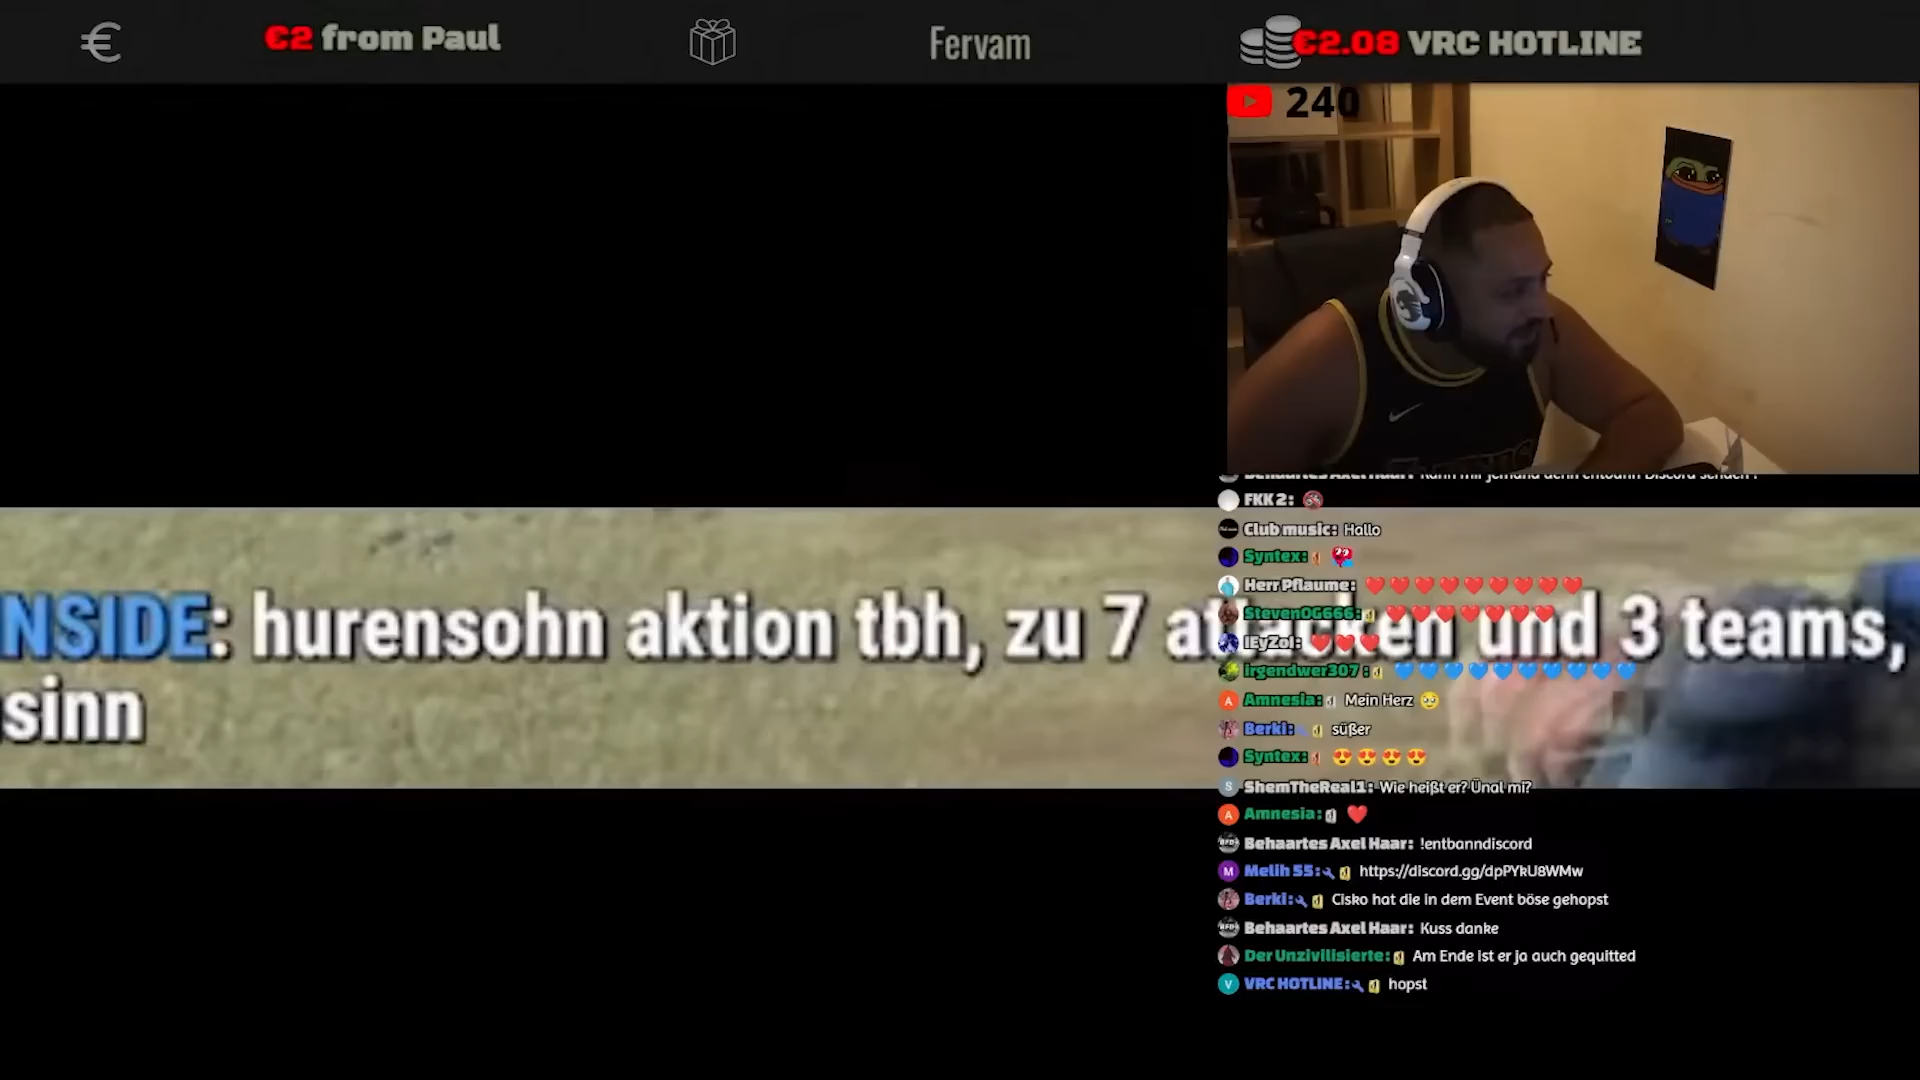 €2 from Paul
Fervam
€2.08 VRC HOTLINE
240
FKK 2:
Club music: Hallo
Syntex:
Herr Pflaume: ❤️❤️❤️❤️❤️❤️❤️❤️❤️
StevenOG666: ❤️❤️❤️❤️❤️❤️❤️
❤️❤️❤️
irgendwer307: 💙💙💙💙💙💙💙💙💙💙
Amnesia: Mein Herz 🥹
Berki: süßer
Syntex: 😍😍😍😍
ShemTheReal1: Wie heißt er? Ünal mi?
Amnesia: ❤️
Behaartes Axel Haar: !entbanndiscord
Melih 55: https://discord.gg/dpPYkU8WMw
Berki: Cisko hat die in dem Event böse gehopst
Behaartes Axel Haar: Kuss danke
Der Unzivilisierte: Am Ende ist er ja auch gequitted
VRC HOTLINE: hopst
NSIDE: hurensohn aktion tbh, zu 7 und 3 teams,
sinn